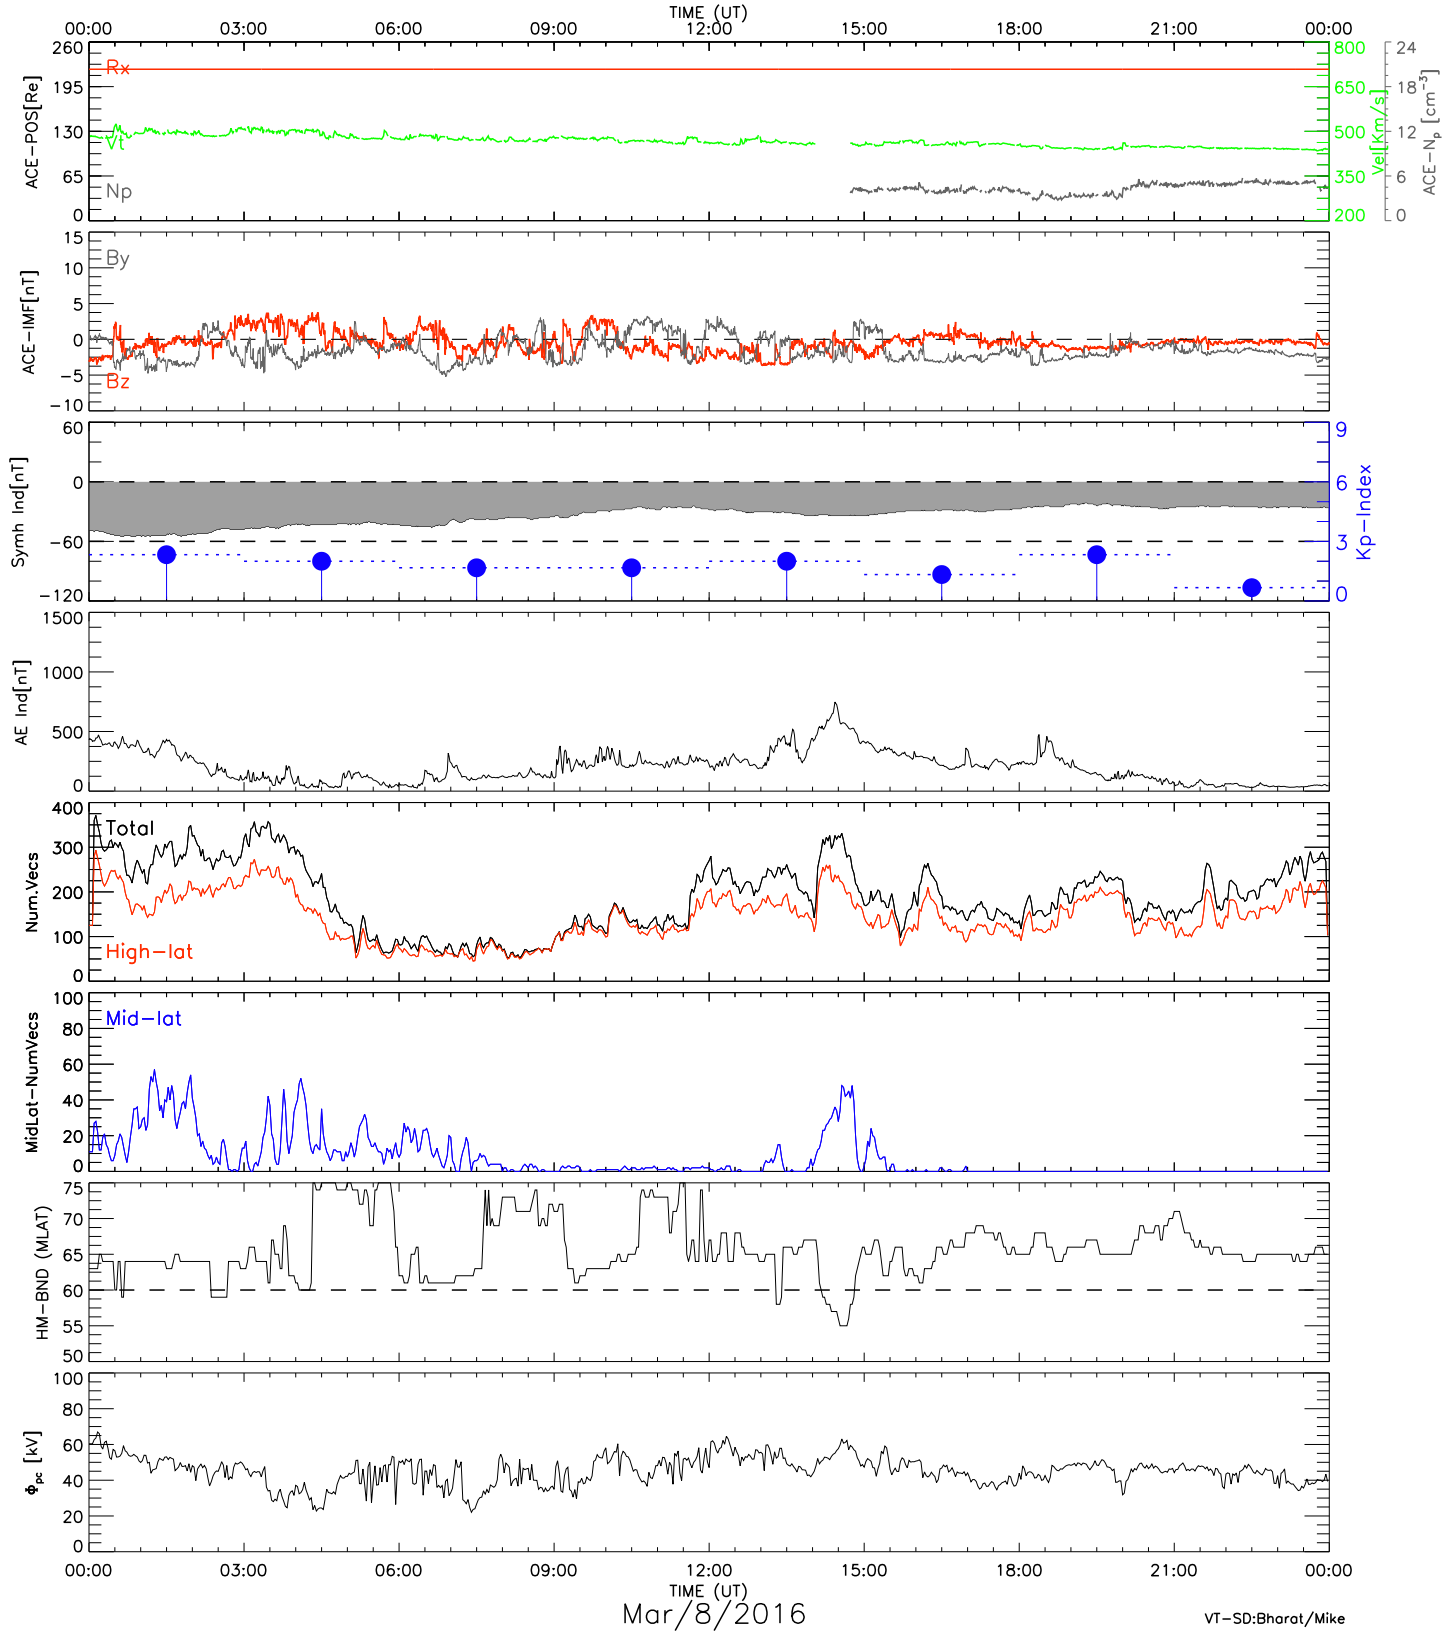 TIME (UT)
00:00 03:00 06:00 09:00 12:00 15:00 18:00 21:00 00:00
ACE-POS[Re]
260
195
130
65
0
Rx
Vt
Np
800
650
500
350
200
Vel[Km/s]
24
18
12
6
0
ACE-Np [cm-3]
ACE-IMF[nT]
15
10
5
0
-5
-10
By
Bz
Symh Ind[nT]
60
0
-60
-120
9
6
3
0
Kp-Index
AE Ind[nT]
1500
1000
500
0
Num.Vecs
400
300
200
100
0
Total
High-lat
MidLat-NumVecs
100
80
60
40
20
0
Mid-lat
HM-BND (MLAT)
75
70
65
60
55
50
Φpc [kV]
100
80
60
40
20
0
00:00 03:00 06:00 09:00 12:00 15:00 18:00 21:00 00:00
TIME (UT)
Mar/8/2016
VT-SD:Bharat/Mike